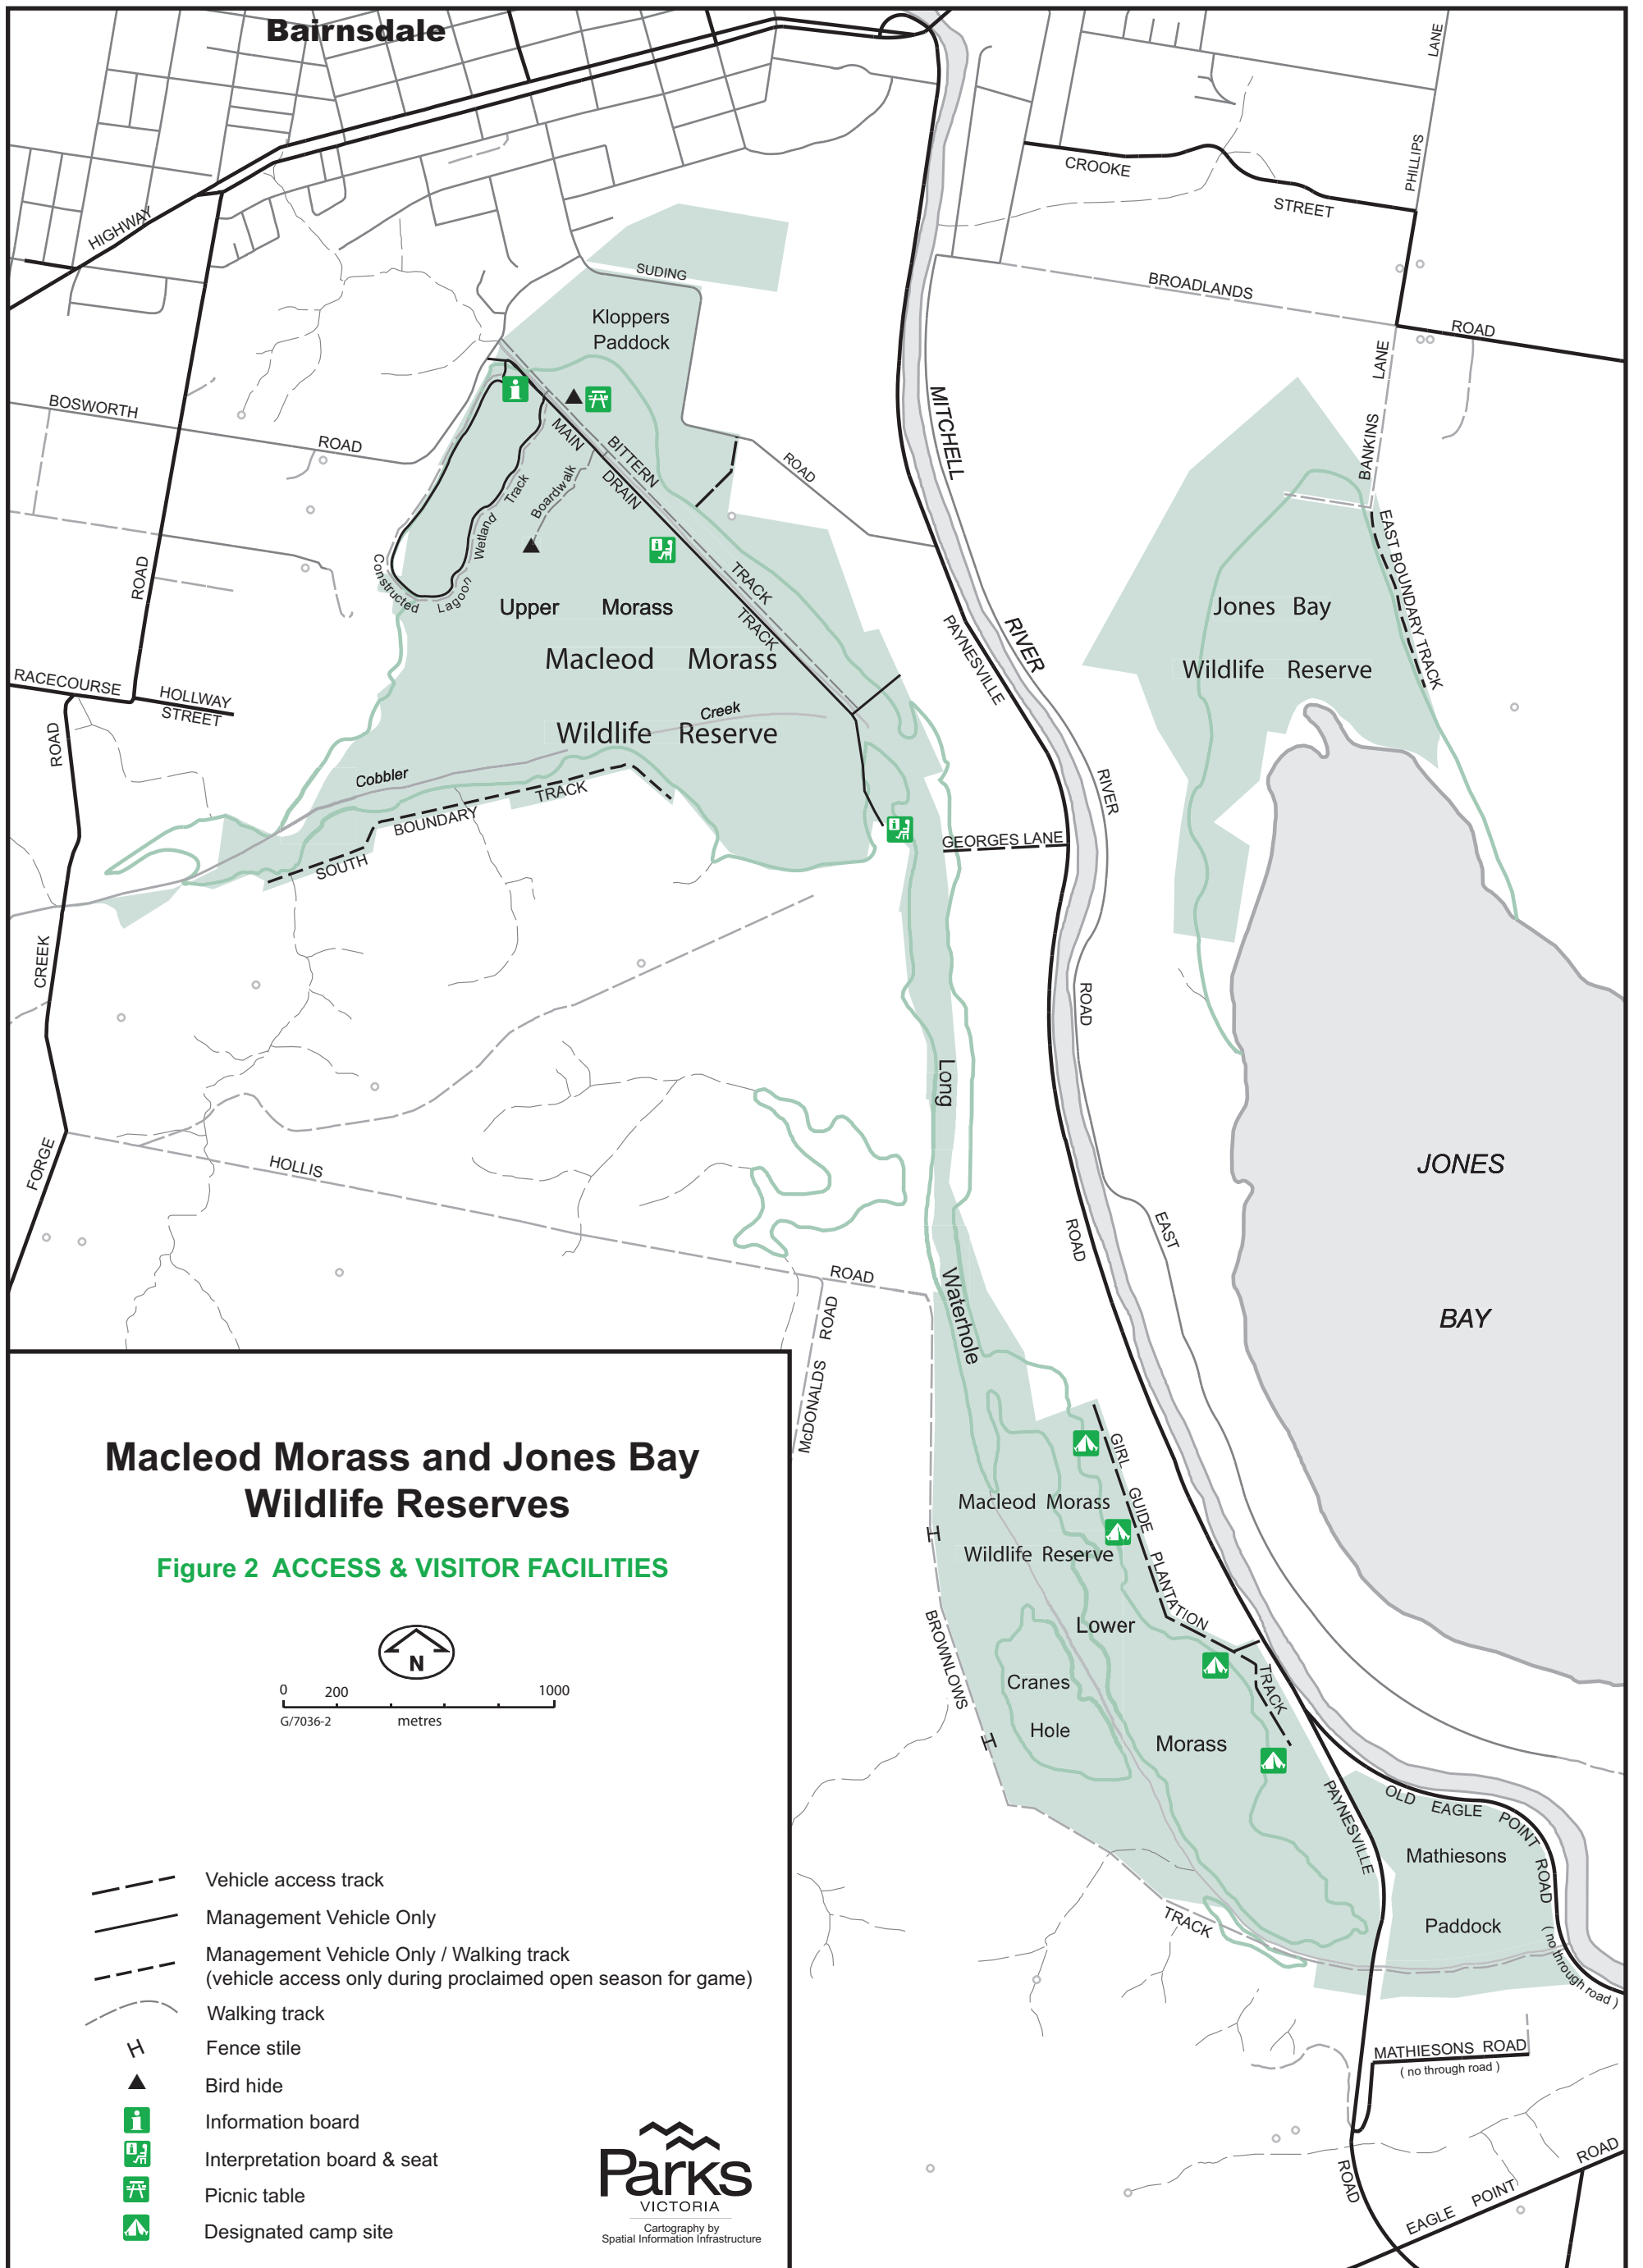 Bairnsdale
HIGHWAY
LANE
PHILLIPS
CROOKE
STREET
BROADLANDS
ROAD
SUDING
Kloppers
Paddock
BOSWORTH
ROAD
ROAD
LANE
BANKINS
EAST BOUNDARY TRACK
MITCHELL
RIVER
MAIN
DRAIN
TRACK
BITTERN
TRACK
Boardwalk
Wetland Track
Constructed Lagoon
ROAD
Upper Morass
Macleod Morass
Wildlife Reserve
Jones Bay
Wildlife Reserve
RACECOURSE
ROAD
HOLLWAY
STREET
Creek
Cobbler
SOUTH BOUNDARY TRACK
PAYNESVILLE
ROAD
RIVER
ROAD
EAST
GEORGES LANE
FORGE
CREEK
ROAD
HOLLIS
ROAD
McDONALDS ROAD
Long
Waterhole
JONES
BAY
GIRL GUIDE PLANTATION TRACK
Macleod Morass
Wildlife Reserve
Lower
Morass
Cranes
Hole
BROWNLOWS
TRACK
PAYNESVILLE
ROAD
OLD EAGLE POINT ROAD
( no through road )
Mathiesons
Paddock
MATHIESONS ROAD
( no through road )
EAGLE POINT ROAD
Macleod Morass and Jones Bay
Wildlife Reserves
Figure 2 ACCESS & VISITOR FACILITIES
N
0 200 1000
G/7036-2 metres
Vehicle access track
Management Vehicle Only
Management Vehicle Only / Walking track
(vehicle access only during proclaimed open season for game)
Walking track
Fence stile
Bird hide
Information board
Interpretation board & seat
Picnic table
Designated camp site
Parks
VICTORIA
Cartography by
Spatial Information Infrastructure